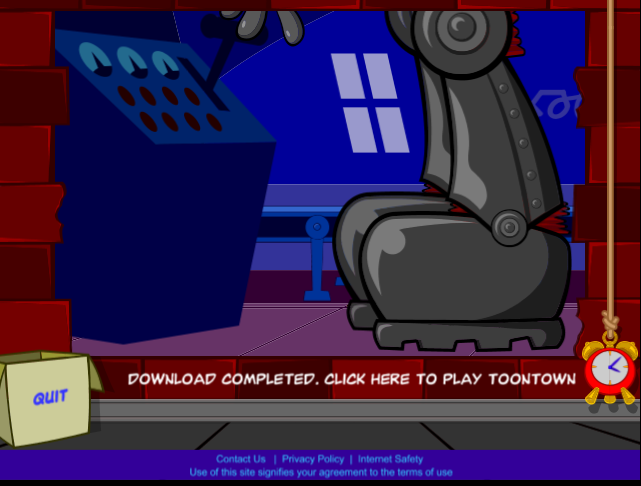 DOWNLOAD COMPLETED. CLICK HERE TO PLAY TOONTOWN
QUIT
Contact Us | Privacy Policy | Internet Safety
Use of this site signifies your agreement to the terms of use